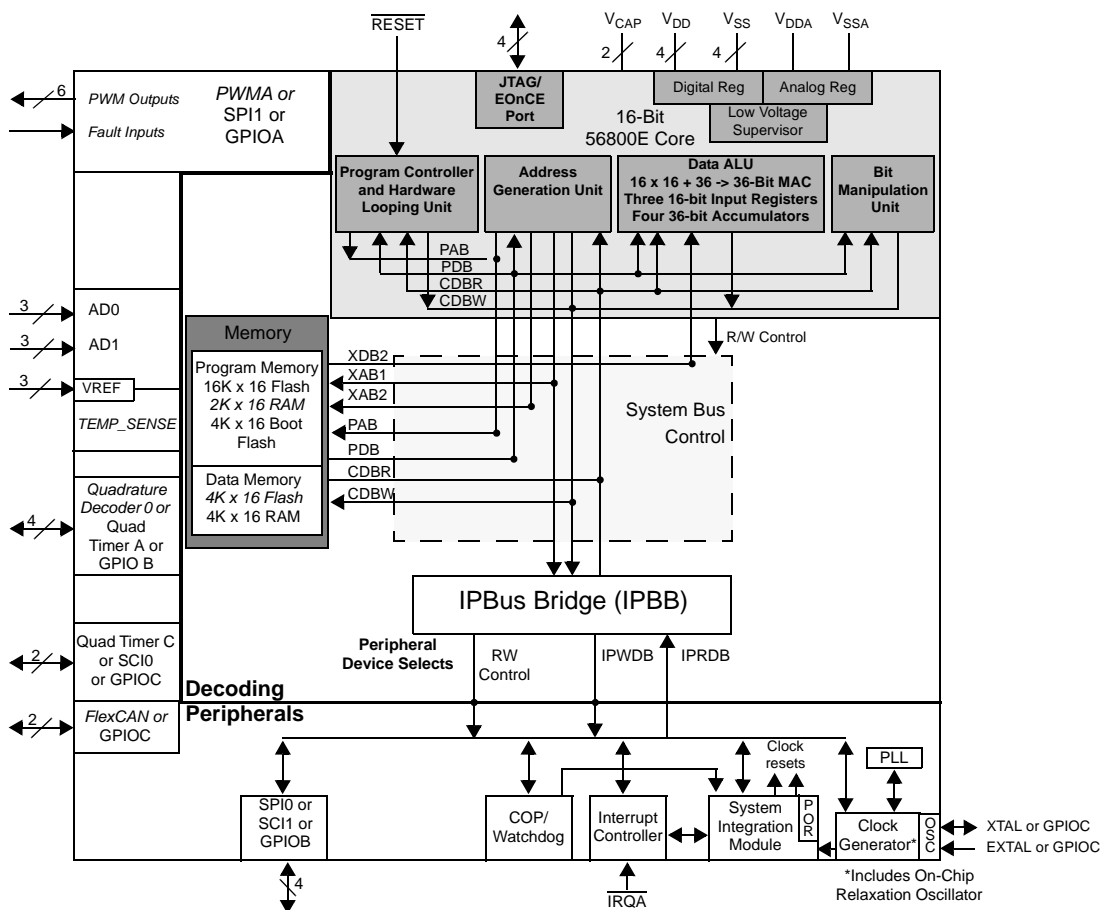 RESET
4
VCAP
VDD
VSS
VDDA
VSSA
2
4
4
6
PWM Outputs
Fault Inputs
PWMA or
SPI1 or
GPIOA
JTAG/
EOnCE
Port
Digital Reg
Analog Reg
Low Voltage
Supervisor
16-Bit
56800E Core
Program Controller
and Hardware
Looping Unit
Address
Generation Unit
Data ALU
16 x 16 + 36 -> 36-Bit MAC
Three 16-bit Input Registers
Four 36-bit Accumulators
Bit
Manipulation
Unit
PAB
PDB
CDBR
CDBW
3
AD0
3
AD1
3
VREF
TEMP_SENSE
Memory
Program Memory
16K x 16 Flash
2K x 16 RAM
4K x 16 Boot
Flash
Data Memory
4K x 16 Flash
4K x 16 RAM
XDB2
XAB1
XAB2
PAB
PDB
CDBR
CDBW
R/W Control
System Bus
Control
4
Quadrature
Decoder 0 or
Quad
Timer A or
GPIO B
IPBus Bridge (IPBB)
2
Quad Timer C
or SCI0
or GPIOC
Peripheral
Device Selects
RW
Control
IPWDB
IPRDB
Decoding
Peripherals
2
FlexCAN or
GPIOC
Clock
resets
PLL
SPI0 or
SCI1 or
GPIOB
COP/
Watchdog
Interrupt
Controller
System
Integration
Module
POR
Clock
Generator*
OSC
XTAL or GPIOC
EXTAL or GPIOC
4
IRQA
*Includes On-Chip
Relaxation Oscillator